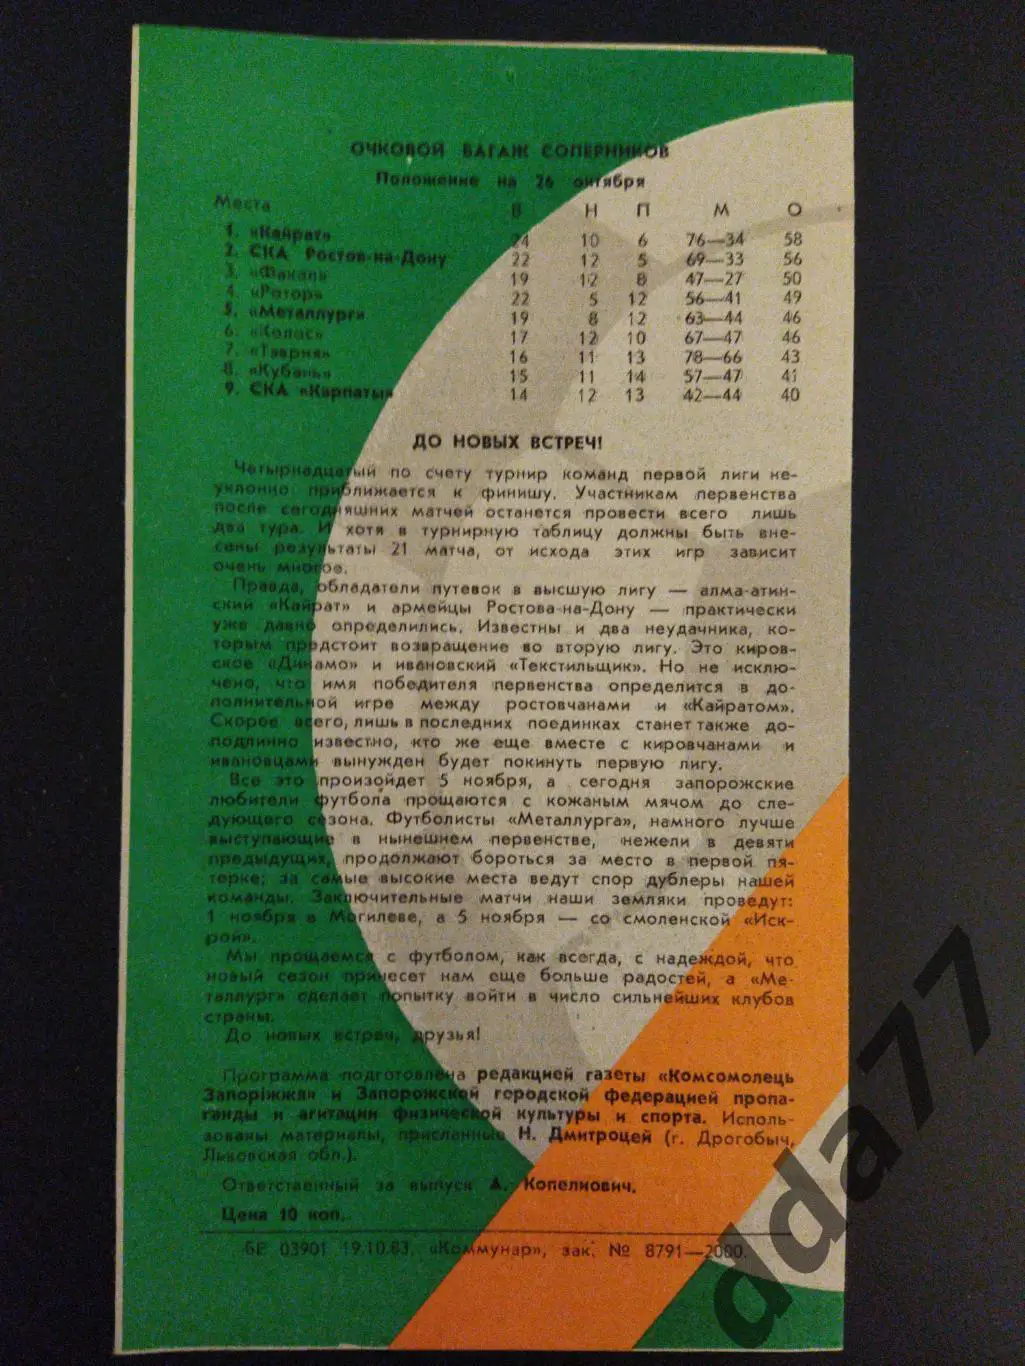 ОЧКОВОЙ БАГАЖ СОПЕРНИКОВ
Положение на 26 октября
Места В Н П М О
1. «Кайрат» 24 10 6 76—34 58
2. СКА Ростов-на-Дону 22 12 5 69—33 56
3. «Факел» 19 12 8 47—27 50
4. «Ротор» 22 5 12 56—41 49
5. «Металлург» 19 8 12 63—44 46
6. «Колос» 17 12 10 67—47 46
7. «Таврия» 16 11 13 78—66 43
8. «Кубань» 15 11 14 57—47 41
9. СКА «Карпаты» 14 12 13 42—44 40
ДО НОВЫХ ВСТРЕЧ!
Четырнадцатый по счету турнир команд первой лиги не-
уклонно приближается к финишу. Участникам первенства
после сегодняшних матчей останется провести всего лишь
два тура. И хотя в турнирную таблицу должны быть вне-
сены результаты 21 матча, от исхода этих игр зависит
очень многое.
Правда, обладатели путевок в высшую лигу — алма-атин-
ский «Кайрат» и армейцы Ростова-на-Дону — практически
уже давно определились. Известны и два неудачника, ко-
торым предстоит возвращение во вторую лигу. Это киров-
ское «Динамо» и ивановский «Текстильщик». Но не исклю-
чено, что имя победителя первенства определится в до-
полнительной игре между ростовчанами и «Кайратом».
Скорое всего, лишь в последних поединках станет также до-
подлинно известно, кто же еще вместе с кировчанами и
ивановцами вынужден будет покинуть первую лигу.
Все это произойдет 5 ноября, а сегодня запорожские
любители футбола прощаются с кожаным мячом до сле-
дующего сезона. Футболисты «Металлурга», намного лучше
выступающие в нынешнем первенстве, нежели в девяти
предыдущих, продолжают бороться за место в первой пя-
терке; за самые высокие места ведут спор дублеры нашей
команды. Заключительные матчи наши земляки проведут:
1 ноября в Могилеве, а 5 ноября — со смоленской «Иск-
рой».
Мы прощаемся с футболом, как всегда, с надеждой, что
новый сезон принесет нам еще больше радостей, а «Ме-
таллург» сделает попытку войти в число сильнейших клубов
страны.
До новых встреч, друзья!
Программа подготовлена редакцией газеты «Комсомолець
Запоріжжя» и Запорожской городской федерацией пропа-
ганды и агитации физической культуры и спорта. Исполь-
зованы материалы, присланные Н. Дмитроцей (г. Дрогобыч,
Львовская обл.).
Ответственный за выпуск А. Копелиович.
Цена 10 коп.
БЕ 03901 19.10.83. «Коммунар», зак. № 8791—2000.
dda77